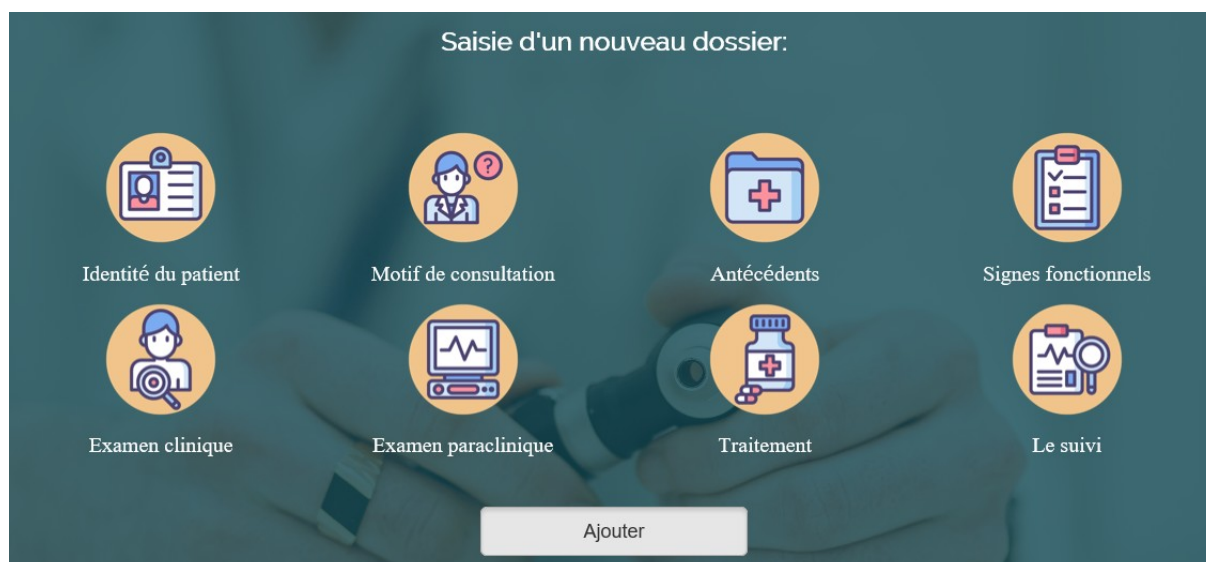 Saisie d'un nouveau dossier:
Identité du patient
Motif de consultation
Antécédents
Signes fonctionnels
Examen clinique
Examen paraclinique
Traitement
Le suivi
Ajouter